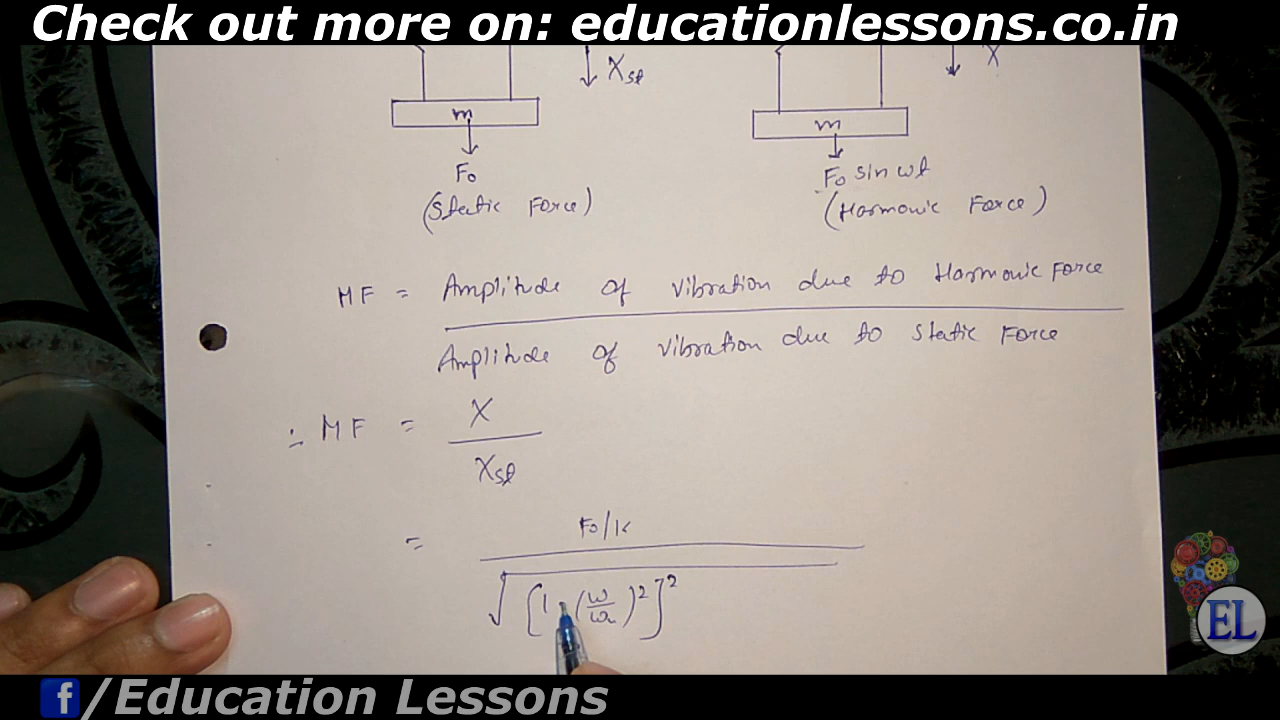 Check out more on: educationlessons.co.in
Xst X
m m
F0 F0 sin ωt
(Static Force) (Harmonic Force)
MF = Amplitude of vibration due to Harmonic Force
Amplitude of vibration due to Static Force
∴ MF = X
Xst
= F0/K
√[1-(ω/ωn)²]²
EL
f/Education Lessons